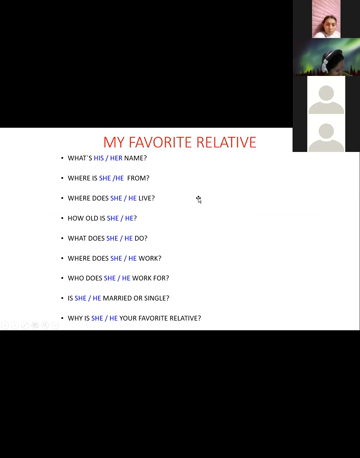 MY FAVORITE RELATIVE
• WHAT´S HIS / HER NAME?
• WHERE IS SHE /HE FROM?
• WHERE DOES SHE / HE LIVE?
• HOW OLD IS SHE / HE?
• WHAT DOES SHE / HE DO?
• WHERE DOES SHE / HE WORK?
• WHO DOES SHE / HE WORK FOR?
• IS SHE / HE MARRIED OR SINGLE?
• WHY IS SHE / HE YOUR FAVORITE RELATIVE?